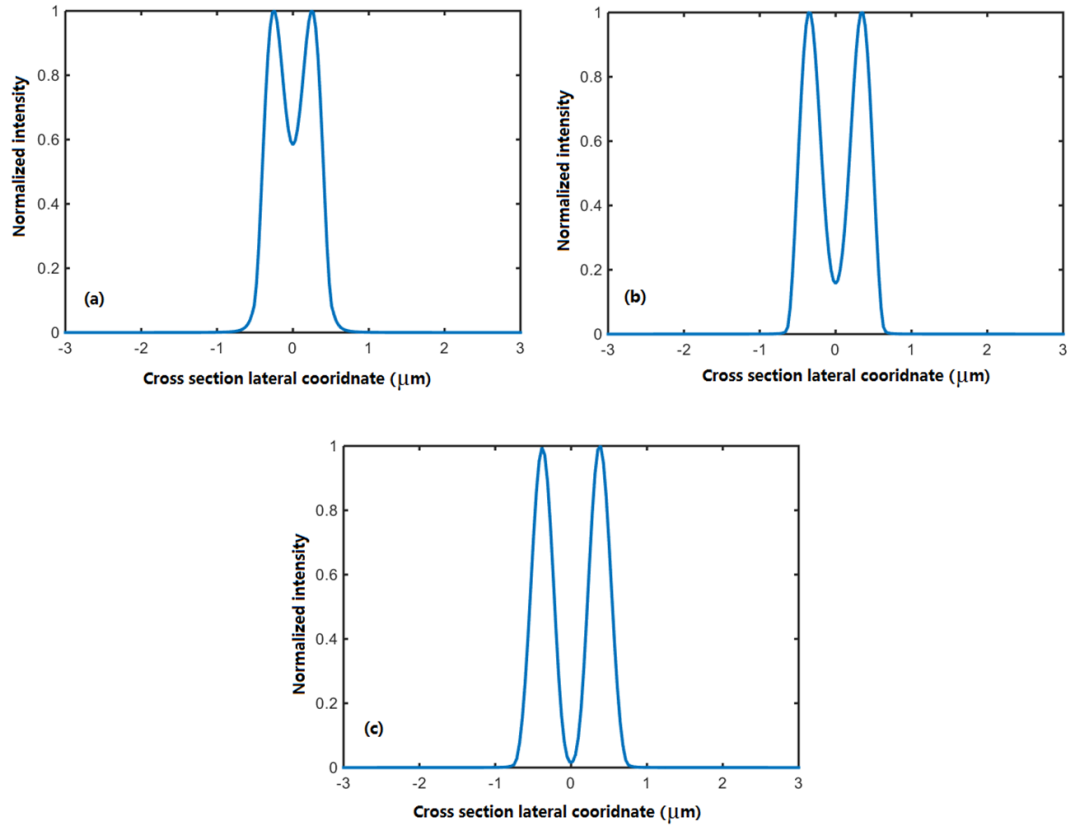 1
0.8
0.6
0.4
0.2
0
Normalized intensity
(a)
-3 -2 -1 0 1 2 3
Cross section lateral cooridnate (μm)
1
0.8
0.6
0.4
0.2
0
Normalized intensity
(b)
-3 -2 -1 0 1 2 3
Cross section lateral cooridnate (μm)
1
0.8
0.6
0.4
0.2
0
Normalized intensity
(c)
-3 -2 -1 0 1 2 3
Cross section lateral cooridnate (μm)